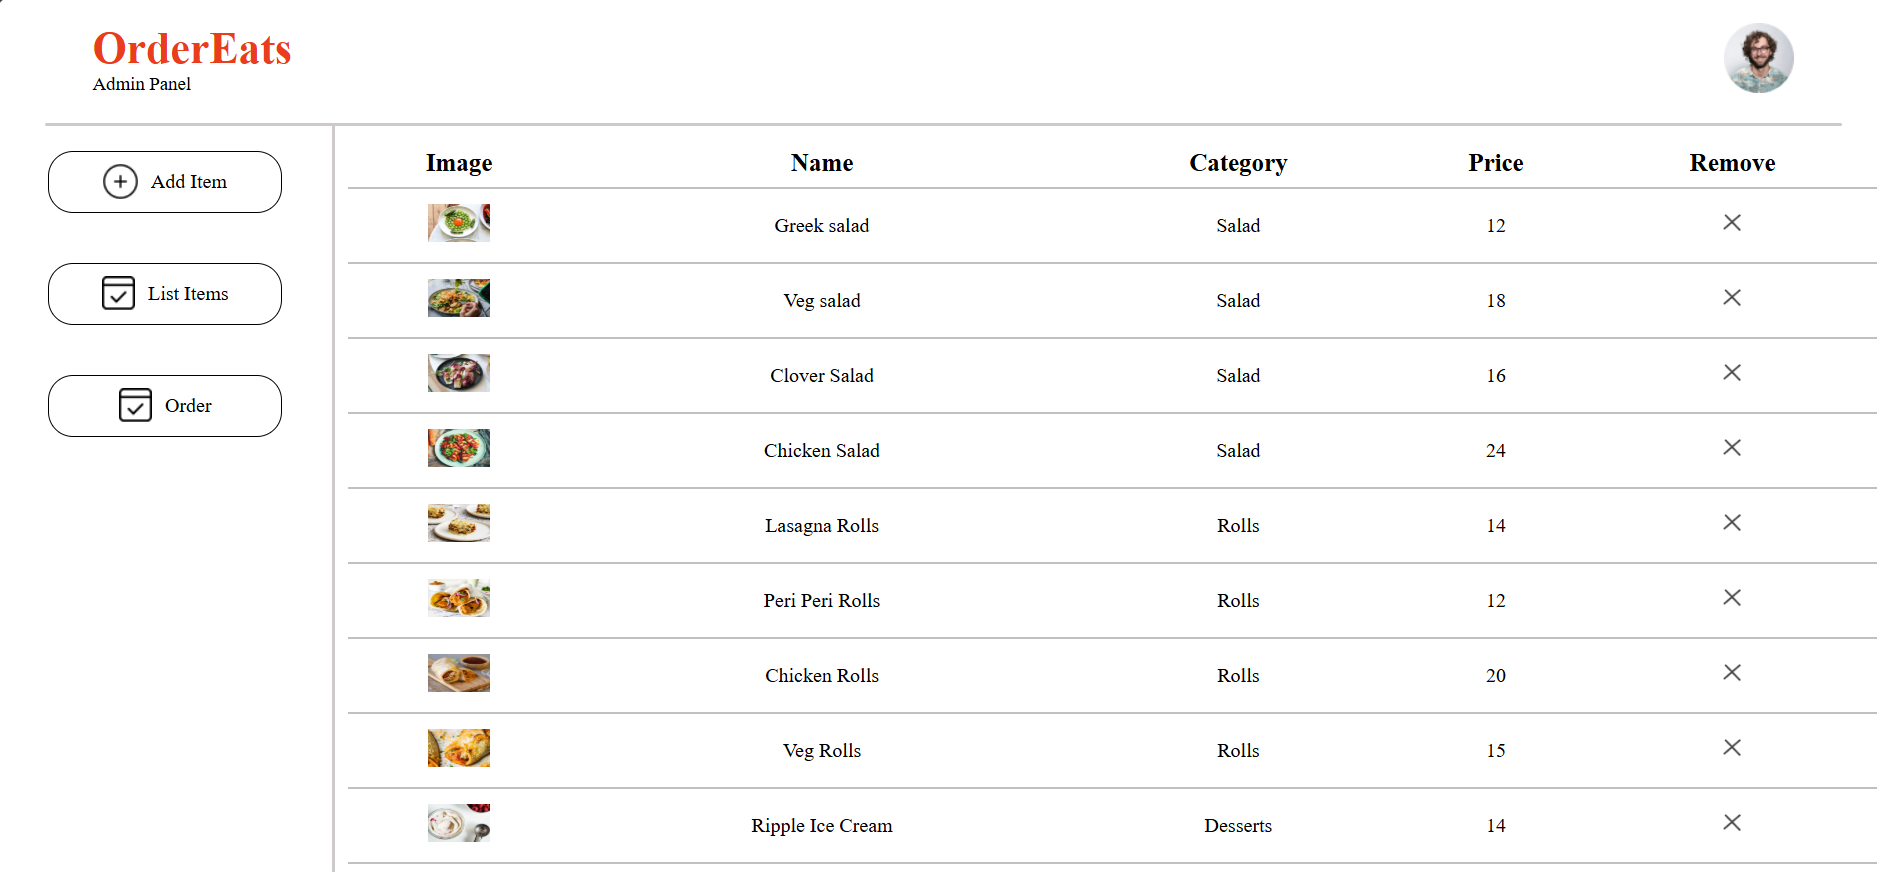 OrderEats
Admin Panel
Add Item
List Items
Order
Image Name Category Price Remove
Greek salad Salad 12
Veg salad Salad 18
Clover Salad Salad 16
Chicken Salad Salad 24
Lasagna Rolls Rolls 14
Peri Peri Rolls Rolls 12
Chicken Rolls Rolls 20
Veg Rolls Rolls 15
Ripple Ice Cream Desserts 14